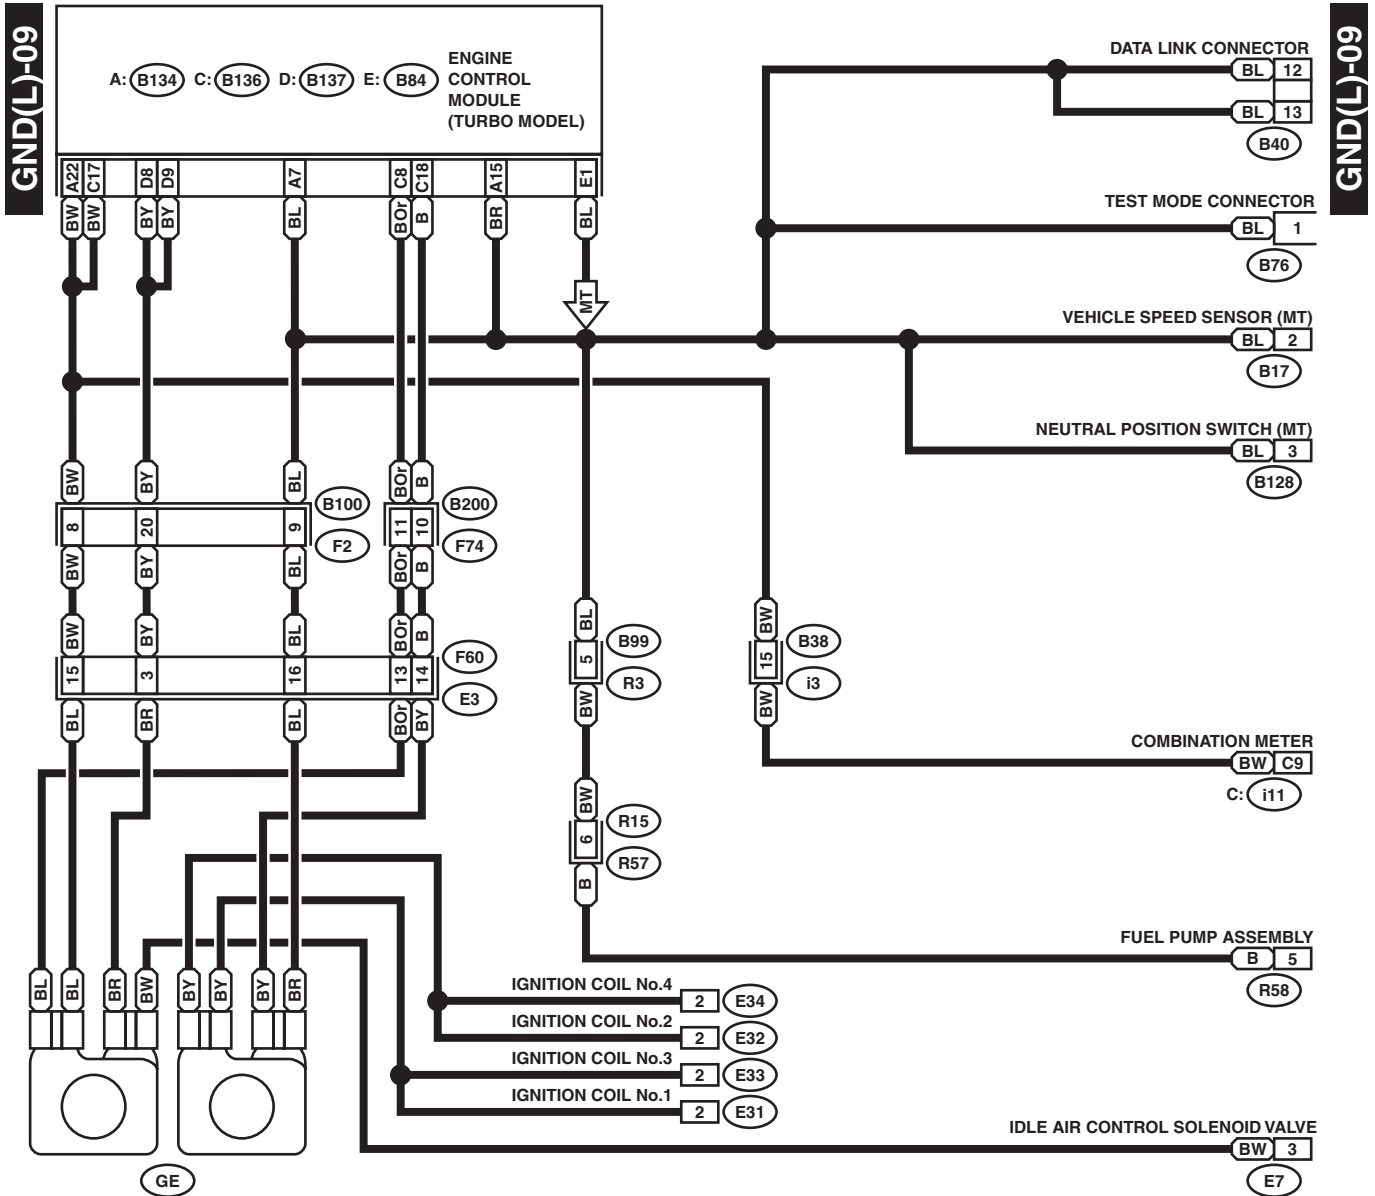 GND(L)-09
GND(L)-09
A: B134 C: B136 D: B137 E: B84
ENGINE
CONTROL
MODULE
(TURBO MODEL)
A22 C17 D8 D9 A7 C8 C18 A15 E1
BW BW BY BY BL BOr B BR BL
MT
DATA LINK CONNECTOR
BL 12
BL 13
B40
TEST MODE CONNECTOR
BL 1
B76
VEHICLE SPEED SENSOR (MT)
BL 2
B17
NEUTRAL POSITION SWITCH (MT)
BL 3
B128
BW BY BL BOr B
B100 B200
8 20 9 11 10
F2 F74
BW BY BL BOr B
BW BY BL BOr B
F60
15 3 16 13 14
E3
BL BR BL BOr BY
BL
B99
5
R3
BW
BW
B38
15
i3
BW
COMBINATION METER
BW C9
C: i11
BW
R15
6
R57
B
FUEL PUMP ASSEMBLY
B 5
R58
BL BL BR BW BY BY BY BR
IGNITION COIL No.4
2 E34
IGNITION COIL No.2
2 E32
IGNITION COIL No.3
2 E33
IGNITION COIL No.1
2 E31
IDLE AIR CONTROL SOLENOID VALVE
BW 3
E7
GE